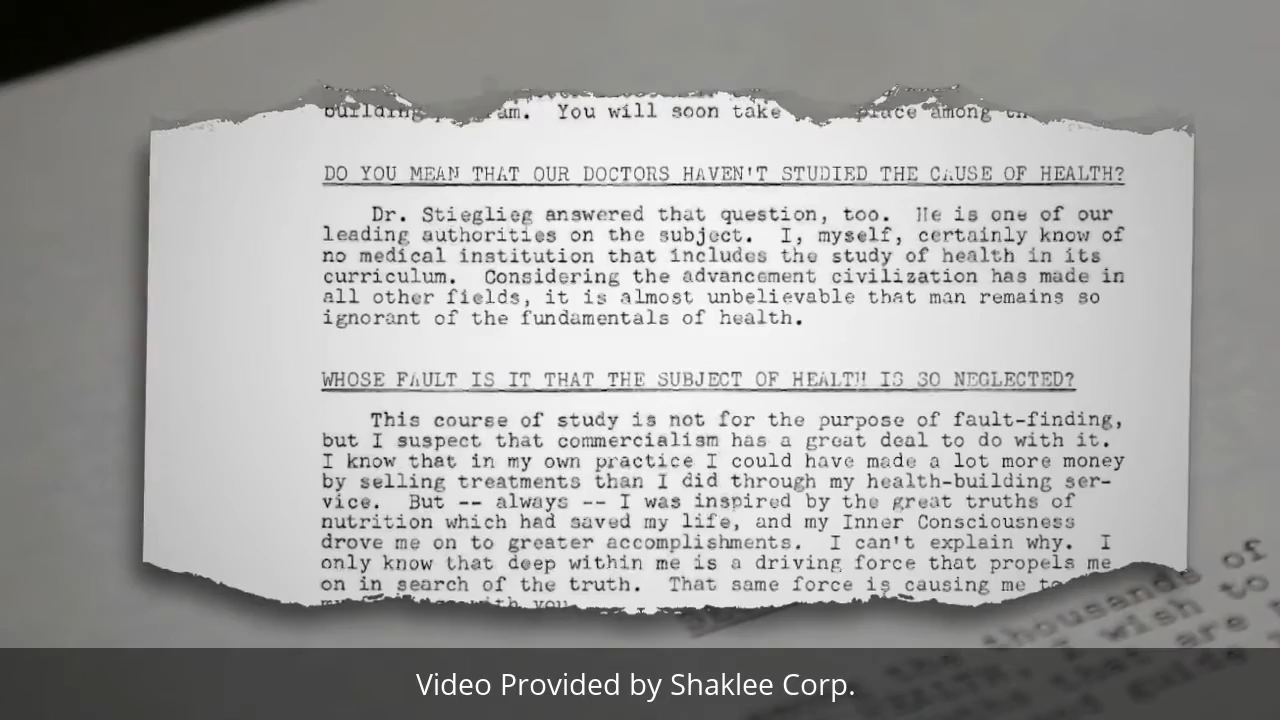 building am. You will soon take place among
DO YOU MEAN THAT OUR DOCTORS HAVEN'T STUDIED THE CAUSE OF HEALTH?
Dr. Stieglieg answered that question, too. He is one of our
leading authorities on the subject. I, myself, certainly know of
no medical institution that includes the study of health in its
curriculum. Considering the advancement civilization has made in
all other fields, it is almost unbelievable that man remains so
ignorant of the fundamentals of health.
WHOSE FAULT IS IT THAT THE SUBJECT OF HEALTH IS SO NEGLECTED?
This course of study is not for the purpose of fault-finding,
but I suspect that commercialism has a great deal to do with it.
I know that in my own practice I could have made a lot more money
by selling treatments than I did through my health-building ser-
vice. But -- always -- I was inspired by the great truths of
nutrition which had saved my life, and my Inner Consciousness
drove me on to greater accomplishments. I can't explain why. I
only know that deep within me is a driving force that propels me
on in search of the truth. That same force is causing me to
with you
thousands of
HEALTH, I wish to
that are
guide
Video Provided by Shaklee Corp.